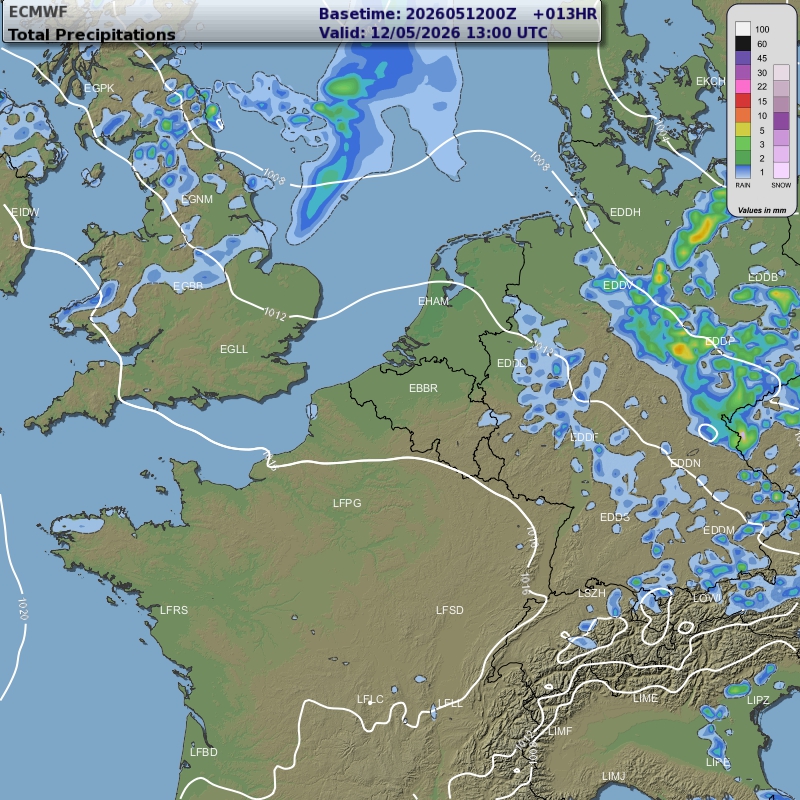 ECMWF
Total Precipitations
Basetime: 2026051200Z +013HR
Valid: 12/05/2026 13:00 UTC
100
60
45
30
22
15
10
5
3
2
1
RAIN
SNOW
Values in mm
EGPK
EKCH
EIDW
EGNM
EDDH
EGBB
EDDV
EDDB
EHAM
EGLL
EDDP
EBBR
EDDF
EDDN
LFPG
EDDS
EDDM
LFRS
LFSD
LSZH
LOWI
LFLC
LFLL
LIME
LIPZ
LFBD
LIMF
LIPE
LIMJ
1008
1008
1012
1016
1020